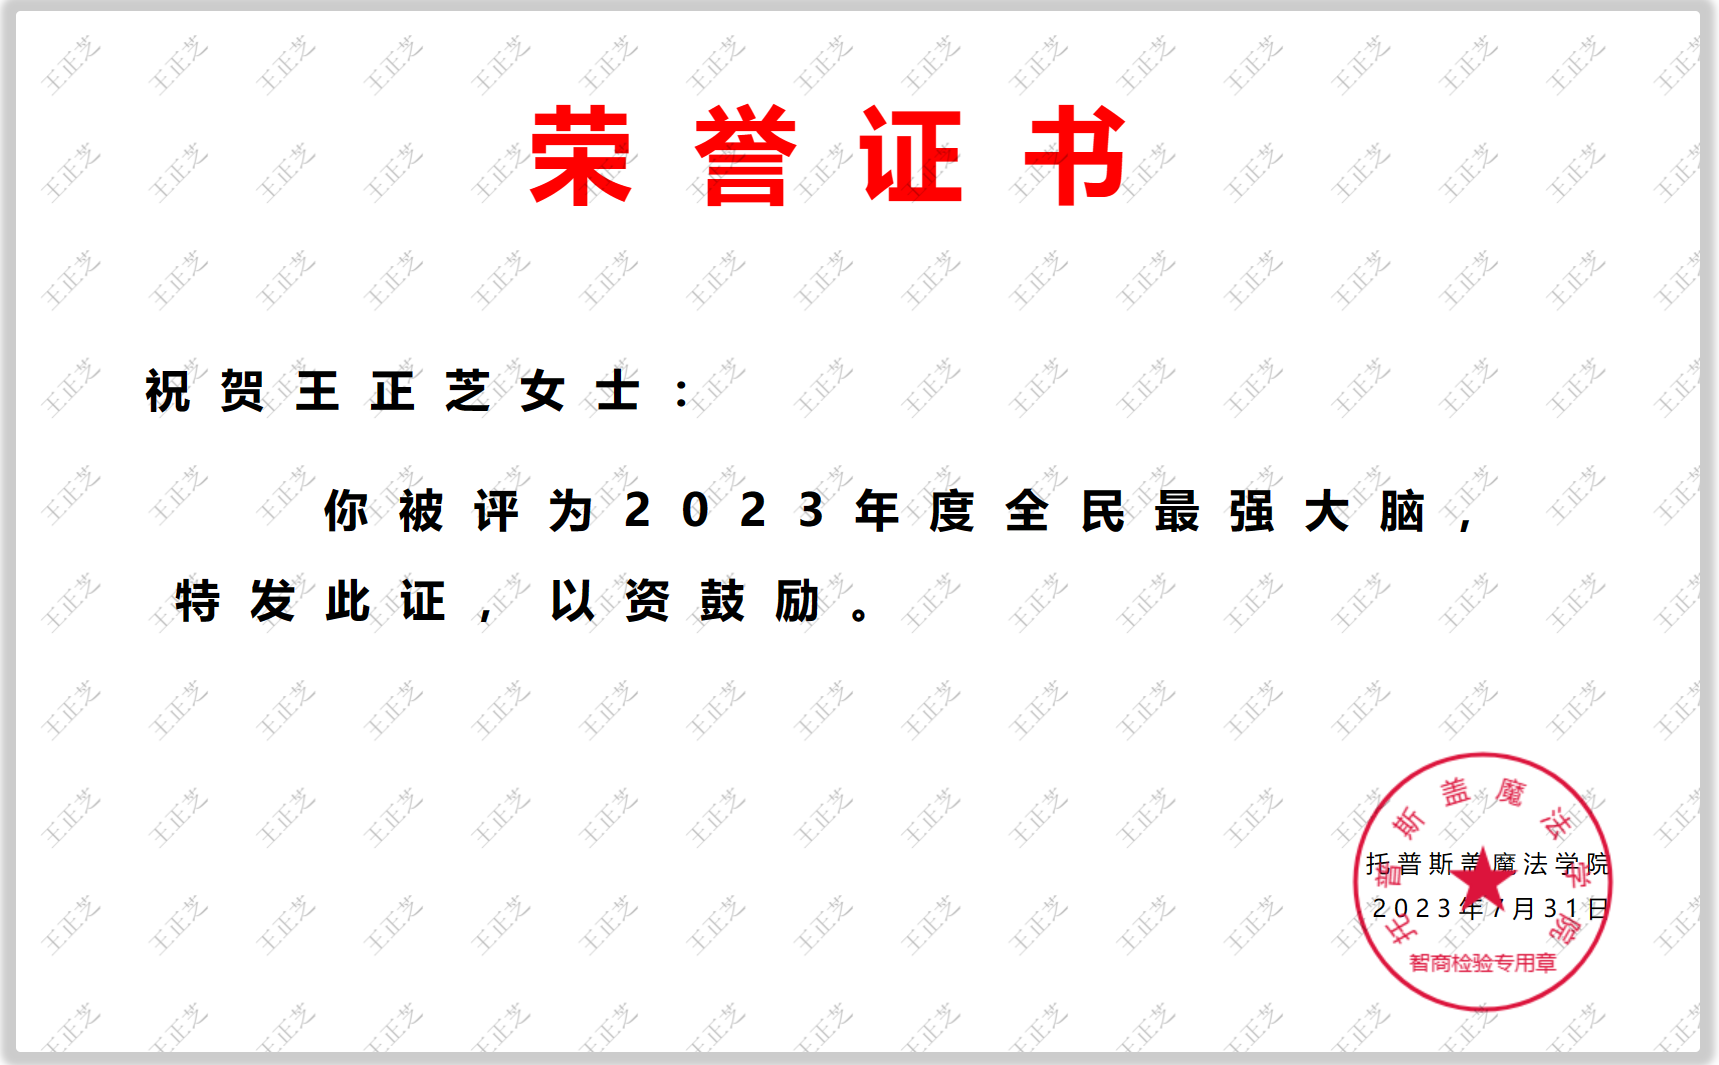 荣誉证书
祝贺王正芝女士：
你被评为2023年度全民最强大脑，
特发此证，以资鼓励。
托普斯盖魔法学院
2023年7月31日
托普斯盖魔法学院
智商检验专用章
王正芝